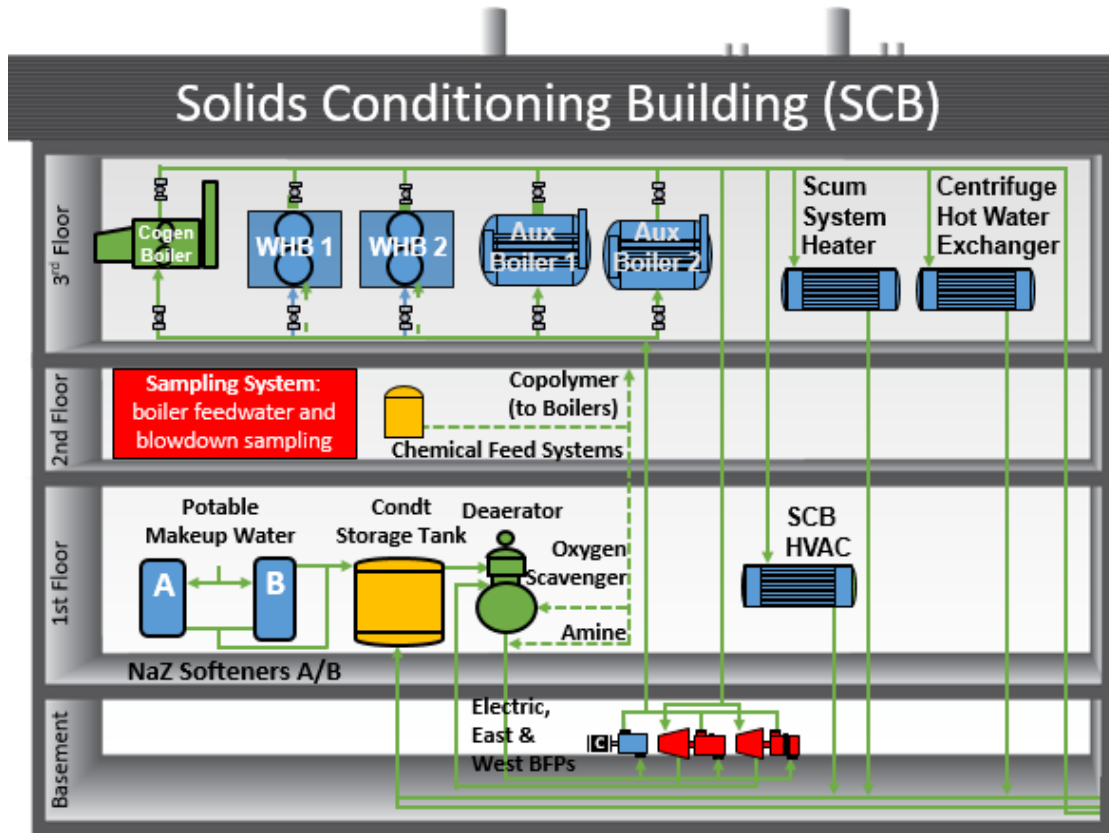 Solids Conditioning Building (SCB)
3rd Floor
Cogen
Boiler
WHB 1
WHB 2
Aux
Boiler 1
Aux
Boiler 2
Scum
System
Heater
Centrifuge
Hot Water
Exchanger
2nd Floor
Sampling System:
boiler feedwater and
blowdown sampling
Copolymer
(to Boilers)
Chemical Feed Systems
1st Floor
Potable
Makeup Water
A
B
NaZ Softeners A/B
Condt
Storage Tank
Deaerator
Oxygen
Scavenger
Amine
SCB
HVAC
Basement
Electric,
East &
West BFPs
C